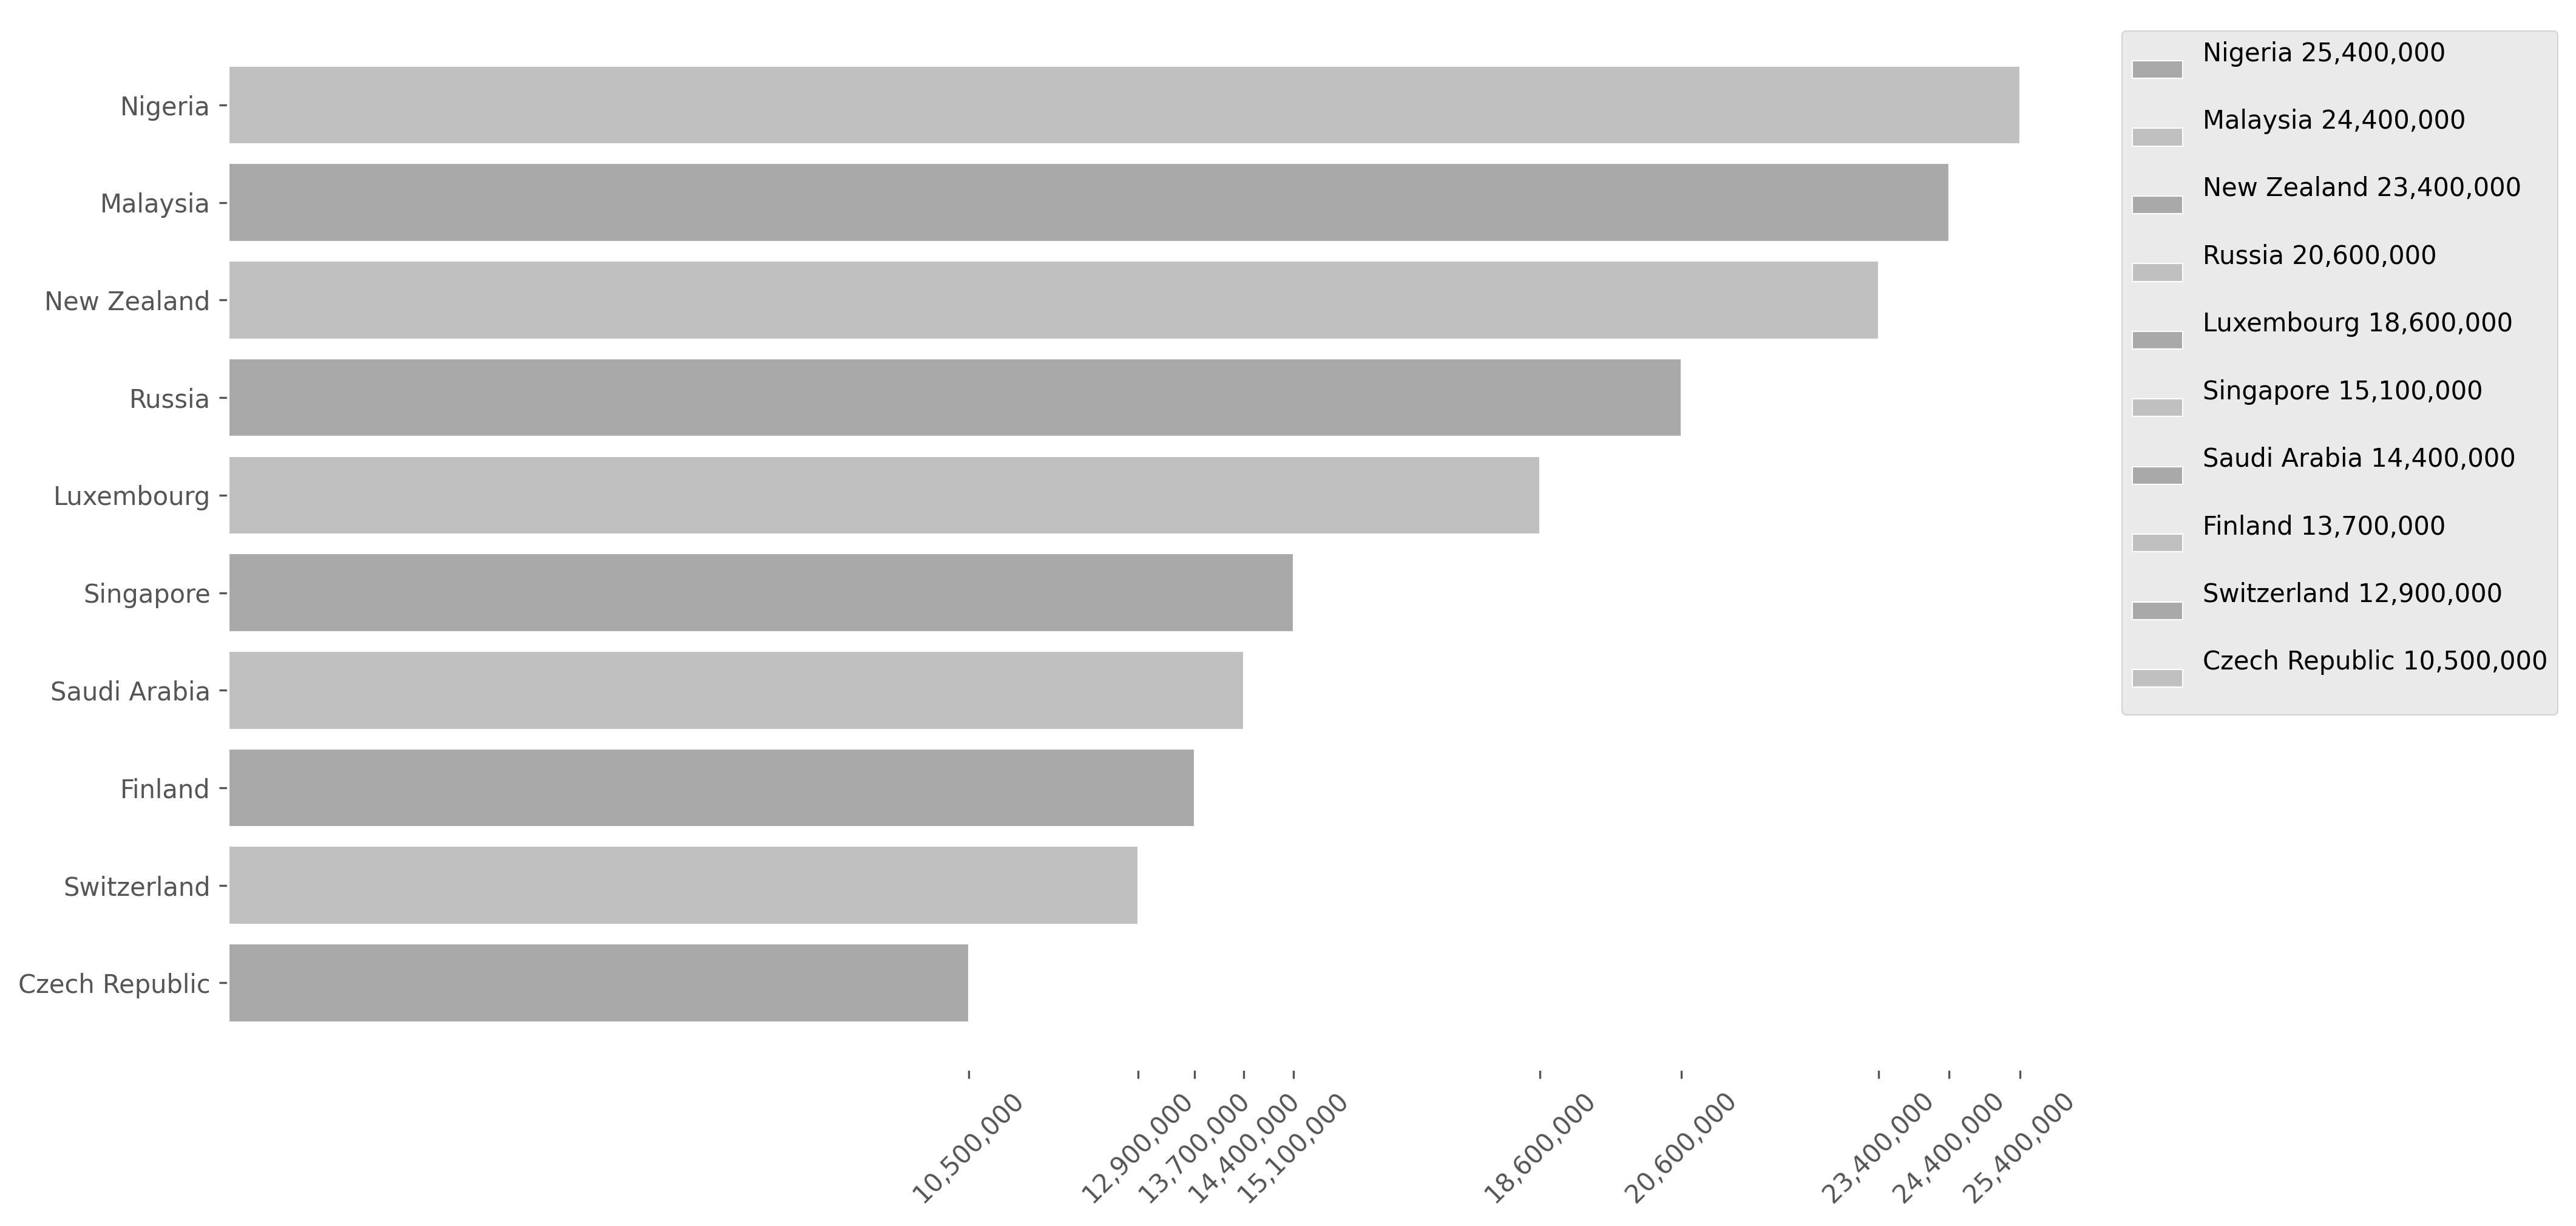 Nigeria
Malaysia
New Zealand
Russia
Luxembourg
Singapore
Saudi Arabia
Finland
Switzerland
Czech Republic
10,500,000
12,900,000
13,700,000
14,400,000
15,100,000
18,600,000
20,600,000
23,400,000
24,400,000
25,400,000
Nigeria 25,400,000
Malaysia 24,400,000
New Zealand 23,400,000
Russia 20,600,000
Luxembourg 18,600,000
Singapore 15,100,000
Saudi Arabia 14,400,000
Finland 13,700,000
Switzerland 12,900,000
Czech Republic 10,500,000